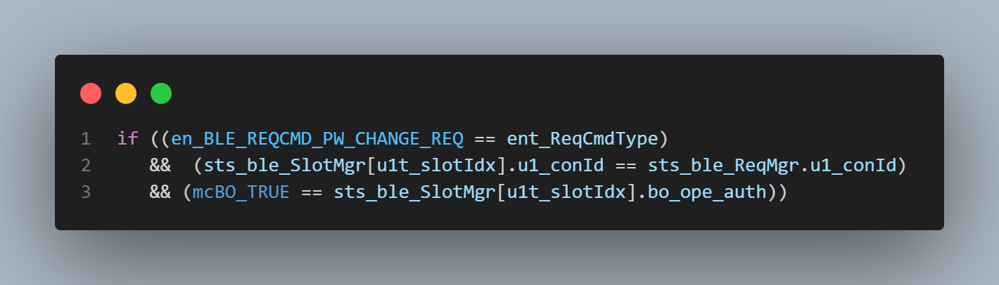 1 if ((en_BLE_REQCMD_PW_CHANGE_REQ == ent_ReqCmdType)
2    &&  (sts_ble_SlotMgr[u1t_slotIdx].u1_conId == sts_ble_ReqMgr.u1_conId)
3    && (mcBO_TRUE == sts_ble_SlotMgr[u1t_slotIdx].bo_ope_auth))